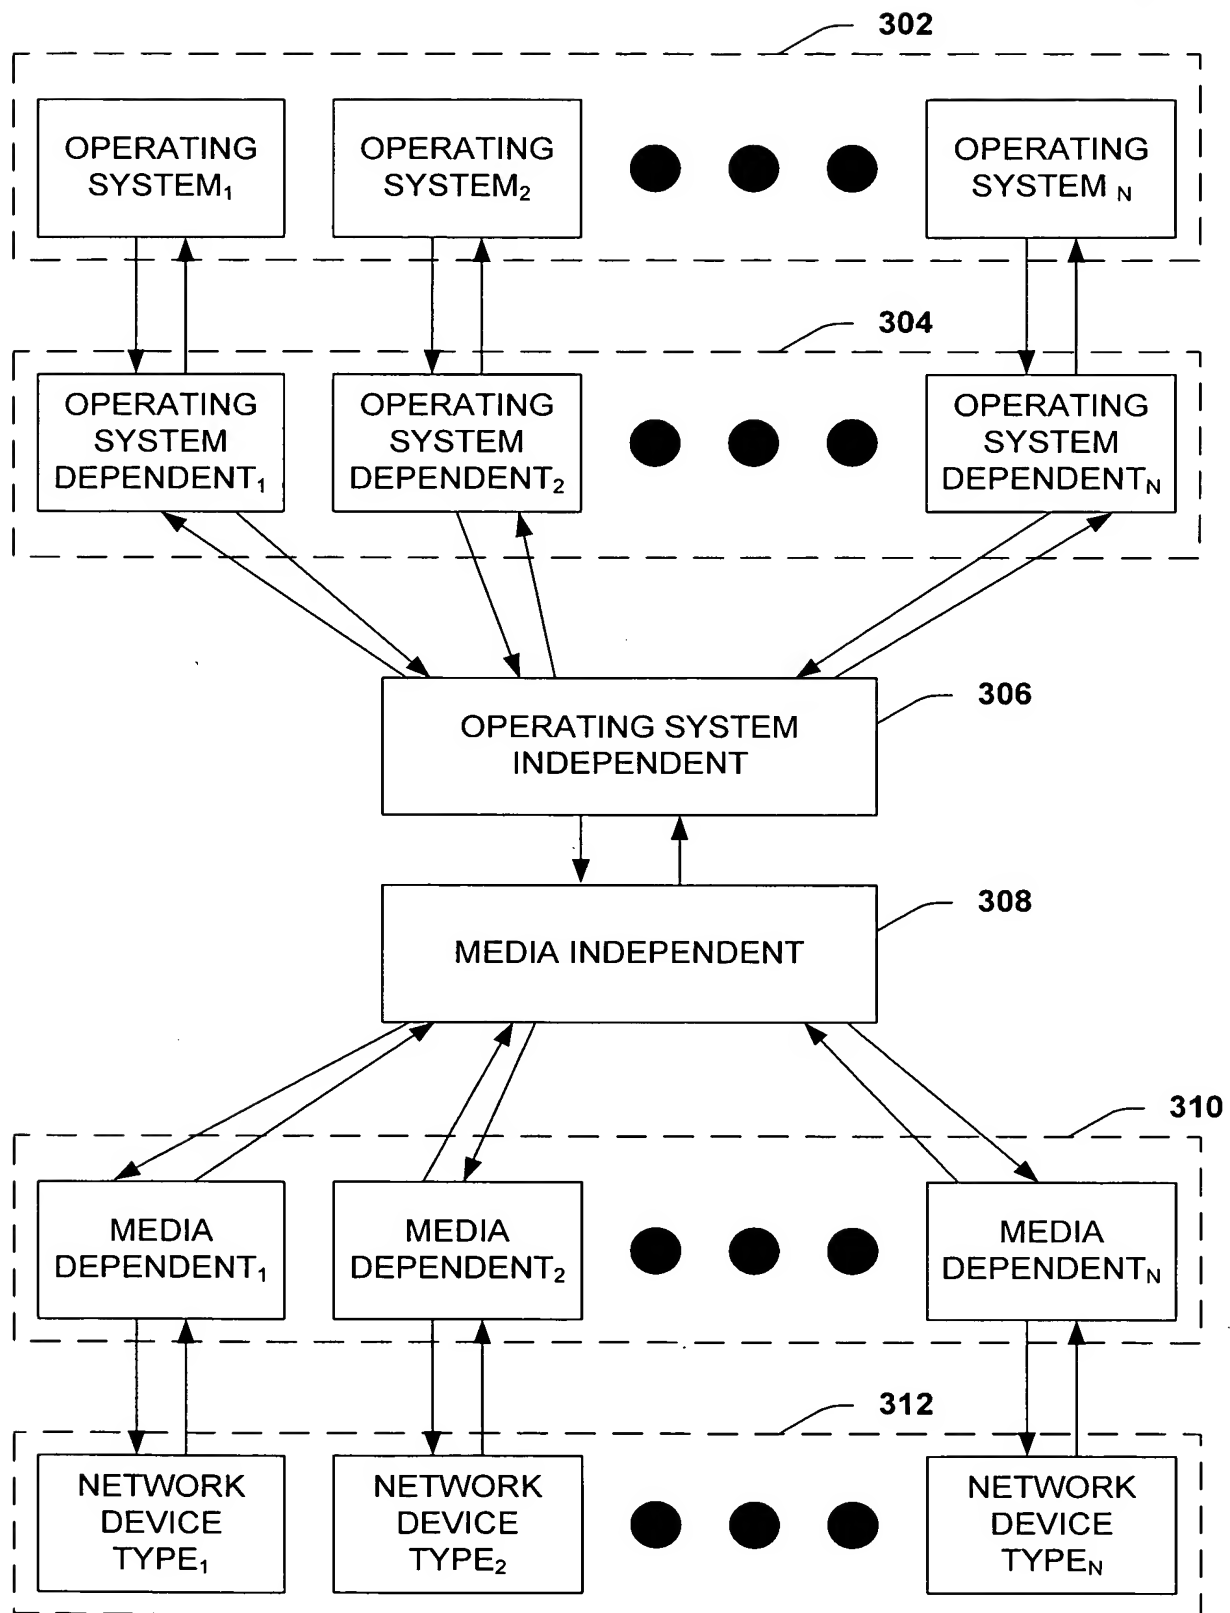 302
OPERATING
SYSTEM₁
OPERATING
SYSTEM₂
OPERATING
SYSTEM N
304
OPERATING
SYSTEM
DEPENDENT₁
OPERATING
SYSTEM
DEPENDENT₂
OPERATING
SYSTEM
DEPENDENTN
306
OPERATING SYSTEM
INDEPENDENT
308
MEDIA INDEPENDENT
310
MEDIA
DEPENDENT₁
MEDIA
DEPENDENT₂
MEDIA
DEPENDENTN
312
NETWORK
DEVICE
TYPE₁
NETWORK
DEVICE
TYPE₂
NETWORK
DEVICE
TYPEN